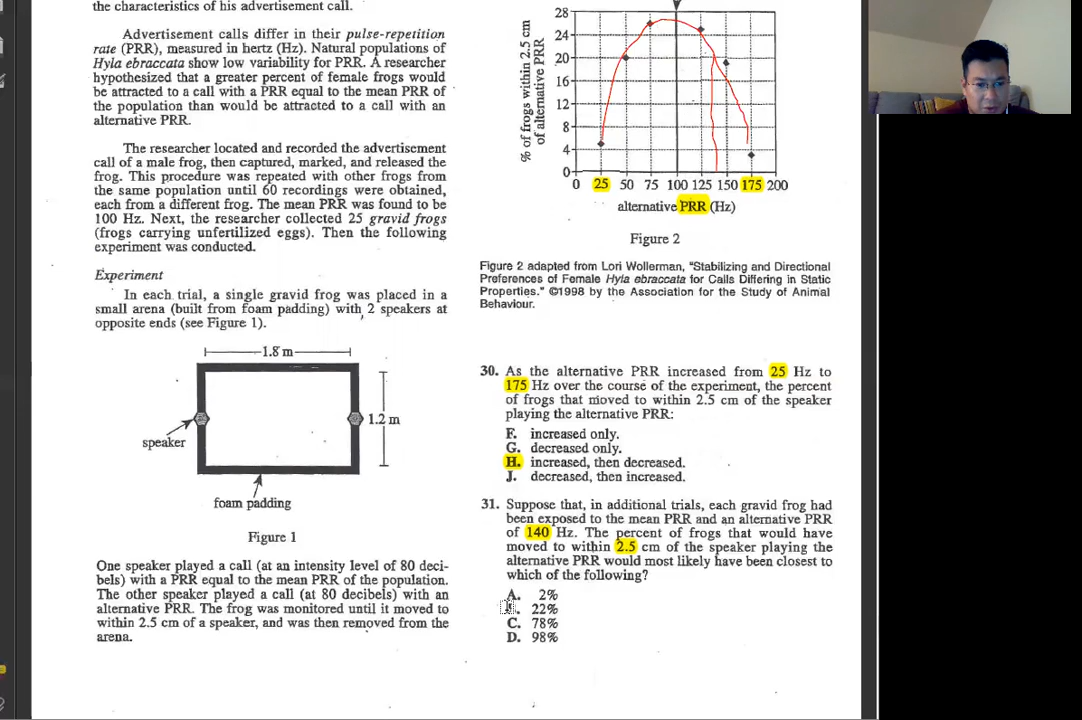 the characteristics of his advertisement call.
Advertisement calls differ in their pulse-repetition
rate (PRR), measured in hertz (Hz). Natural populations of
Hyla ebraccata show low variability for PRR. A researcher
hypothesized that a greater percent of female frogs would
be attracted to a call with a PRR equal to the mean PRR of
the population than would be attracted to a call with an
alternative PRR.
The researcher located and recorded the advertisement
call of a male frog, then captured, marked, and released the
frog. This procedure was repeated with other frogs from
the same population until 60 recordings were obtained,
each from a different frog. The mean PRR was found to be
100 Hz. Next, the researcher collected 25 gravid frogs
(frogs carrying unfertilized eggs). Then the following
experiment was conducted.
Experiment
In each trial, a single gravid frog was placed in a
small arena (built from foam padding) with 2 speakers at
opposite ends (see Figure 1).
1.8 m
1.2 m
speaker
foam padding
Figure 1
One speaker played a call (at an intensity level of 80 deci-
bels) with a PRR equal to the mean PRR of the population.
The other speaker played a call (at 80 decibels) with an
alternative PRR. The frog was monitored until it moved to
within 2.5 cm of a speaker, and was then removed from the
arena.
% of frogs within 2.5 cm
of alternative PRR
28
24
20
16
12
8
4
0
0 25 50 75 100 125 150 175 200
alternative PRR (Hz)
Figure 2
Figure 2 adapted from Lori Wollerman, "Stabilizing and Directional
Preferences of Female Hyla ebraccata for Calls Differing in Static
Properties." ©1998 by the Association for the Study of Animal
Behaviour.
30. As the alternative PRR increased from 25 Hz to
175 Hz over the course of the experiment, the percent
of frogs that moved to within 2.5 cm of the speaker
playing the alternative PRR:
F. increased only.
G. decreased only.
H. increased, then decreased.
J. decreased, then increased.
31. Suppose that, in additional trials, each gravid frog had
been exposed to the mean PRR and an alternative PRR
of 140 Hz. The percent of frogs that would have
moved to within 2.5 cm of the speaker playing the
alternative PRR would most likely have been closest to
which of the following?
A. 2%
22%
C. 78%
D. 98%